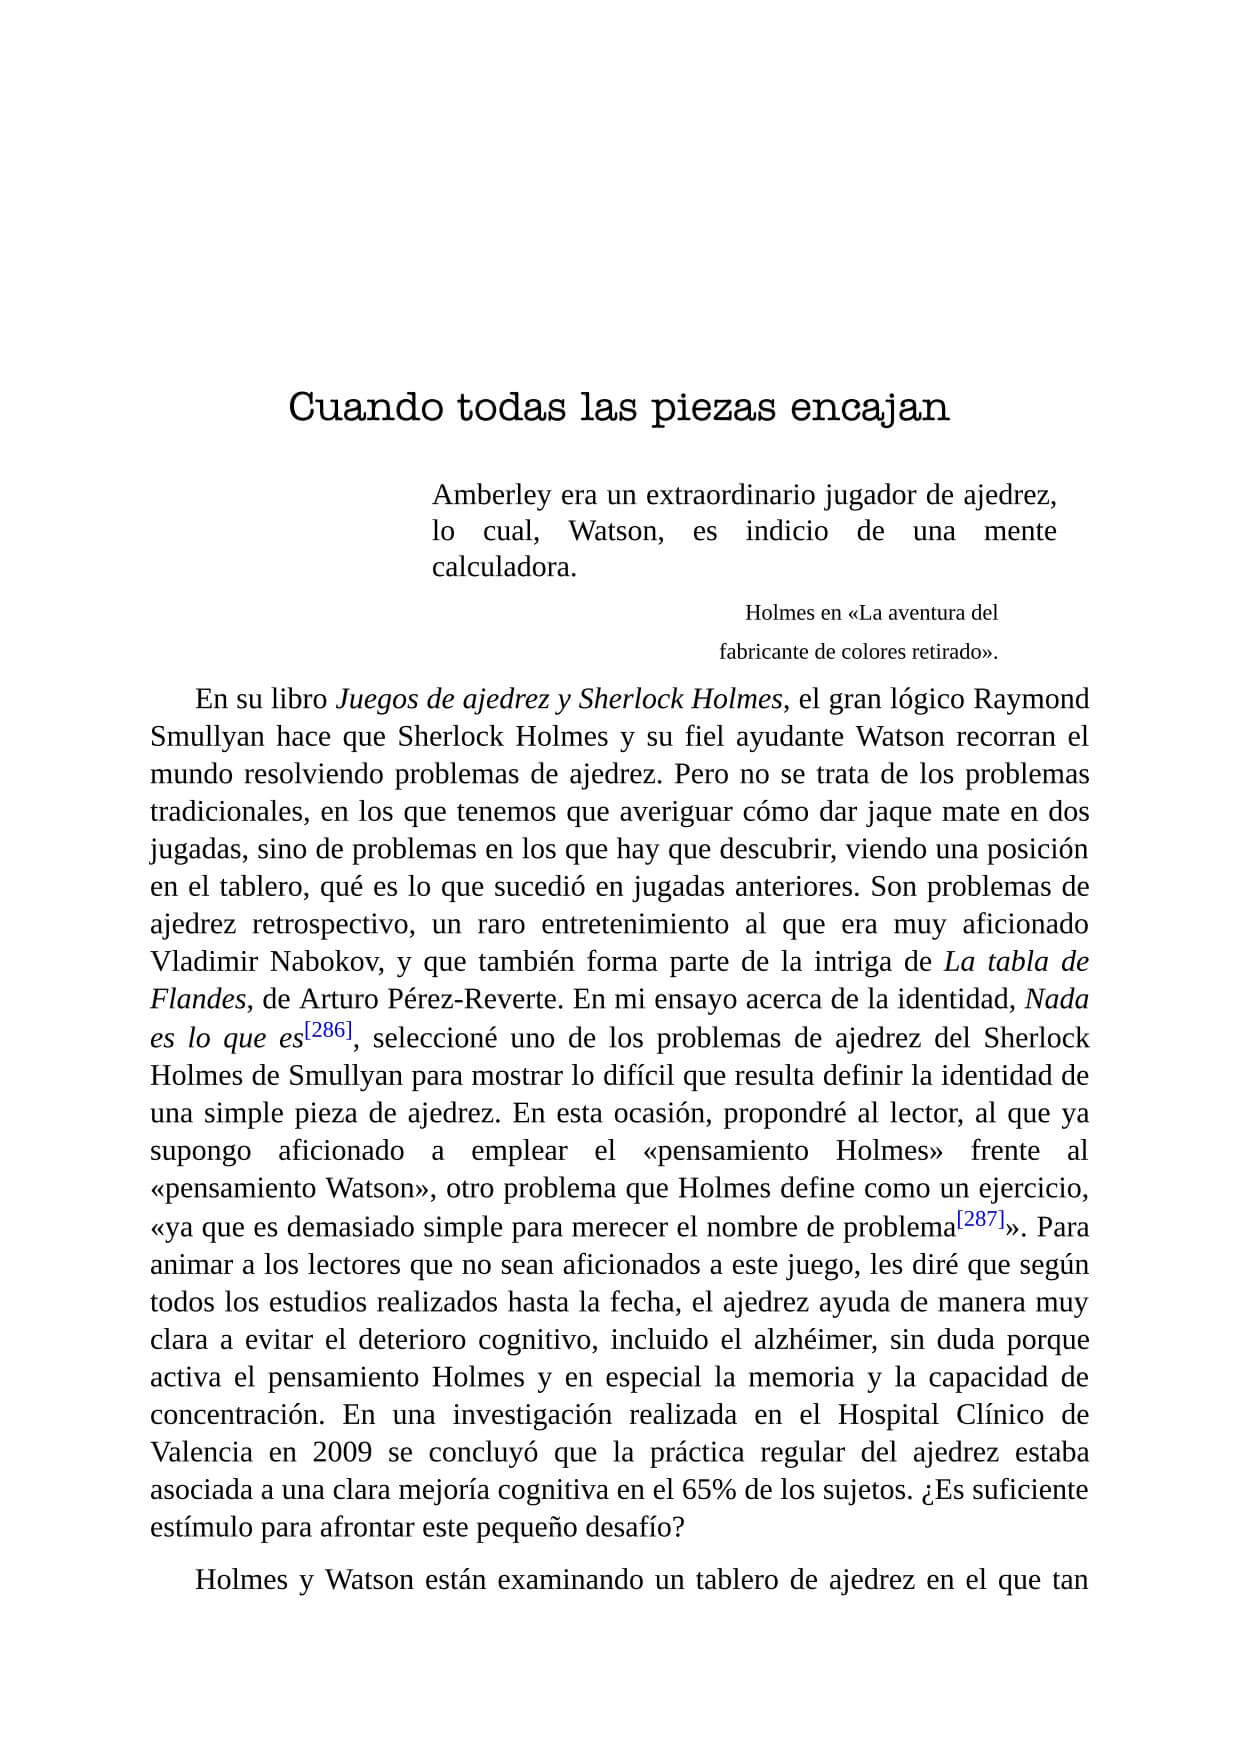 Cuando todas las piezas encajan
Amberley era un extraordinario jugador de ajedrez,
lo cual, Watson, es indicio de una mente
calculadora.
Holmes en «La aventura del
fabricante de colores retirado».
En su libro Juegos de ajedrez y Sherlock Holmes, el gran lógico Raymond
Smullyan hace que Sherlock Holmes y su fiel ayudante Watson recorran el
mundo resolviendo problemas de ajedrez. Pero no se trata de los problemas
tradicionales, en los que tenemos que averiguar cómo dar jaque mate en dos
jugadas, sino de problemas en los que hay que descubrir, viendo una posición
en el tablero, qué es lo que sucedió en jugadas anteriores. Son problemas de
ajedrez retrospectivo, un raro entretenimiento al que era muy aficionado
Vladimir Nabokov, y que también forma parte de la intriga de La tabla de
Flandes, de Arturo Pérez-Reverte. En mi ensayo acerca de la identidad, Nada
es lo que es[286], seleccioné uno de los problemas de ajedrez del Sherlock
Holmes de Smullyan para mostrar lo difícil que resulta definir la identidad de
una simple pieza de ajedrez. En esta ocasión, propondré al lector, al que ya
supongo aficionado a emplear el «pensamiento Holmes» frente al
«pensamiento Watson», otro problema que Holmes define como un ejercicio,
«ya que es demasiado simple para merecer el nombre de problema[287]». Para
animar a los lectores que no sean aficionados a este juego, les diré que según
todos los estudios realizados hasta la fecha, el ajedrez ayuda de manera muy
clara a evitar el deterioro cognitivo, incluido el alzhéimer, sin duda porque
activa el pensamiento Holmes y en especial la memoria y la capacidad de
concentración. En una investigación realizada en el Hospital Clínico de
Valencia en 2009 se concluyó que la práctica regular del ajedrez estaba
asociada a una clara mejoría cognitiva en el 65% de los sujetos. ¿Es suficiente
estímulo para afrontar este pequeño desafío?
Holmes y Watson están examinando un tablero de ajedrez en el que tan